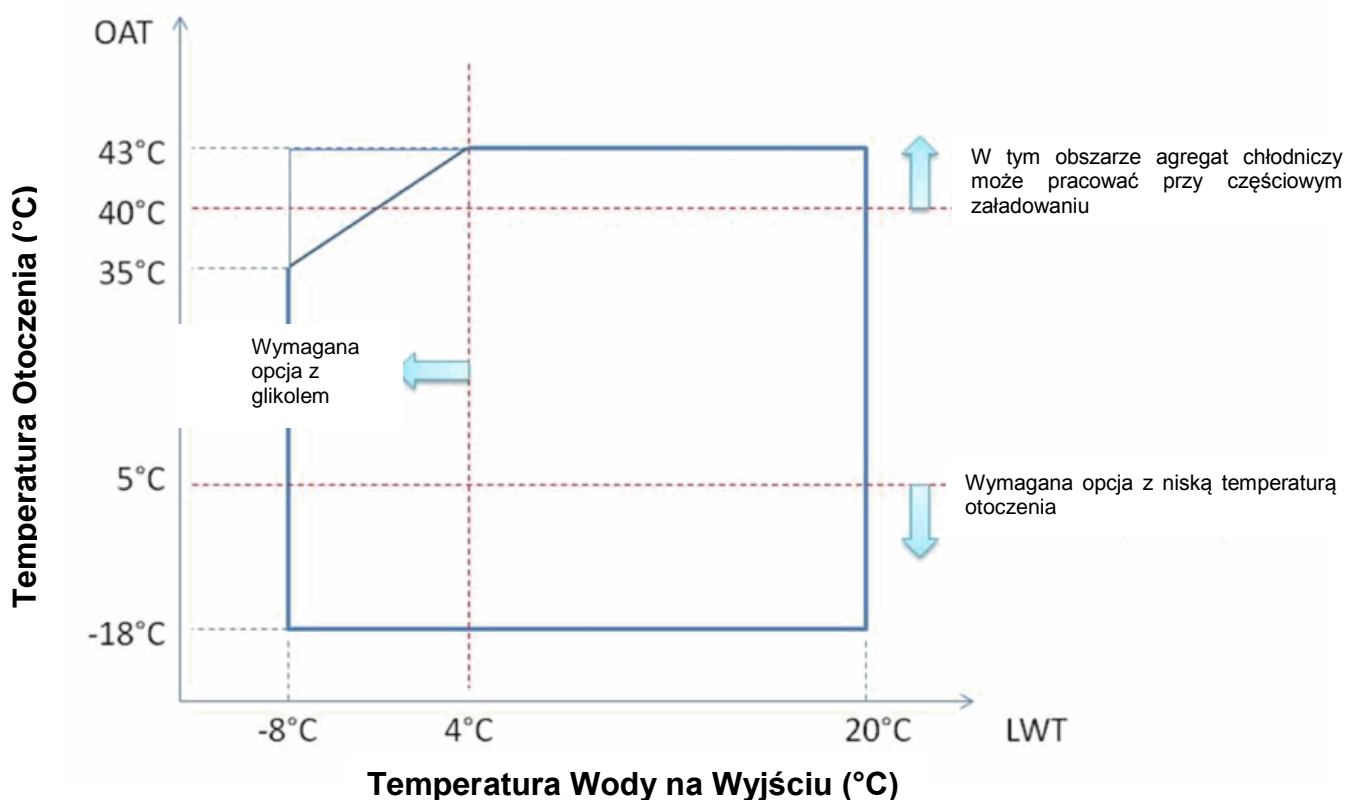 OAT
43°C
40°C
35°C
5°C
-18°C
Temperatura Otoczenia (°C)
W tym obszarze agregat chłodniczy
może pracować przy częściowym
załadowaniu
Wymagana
opcja z
glikolem
Wymagana opcja z niską temperaturą
otoczenia
-8°C
4°C
20°C
LWT
Temperatura Wody na Wyjściu (°C)